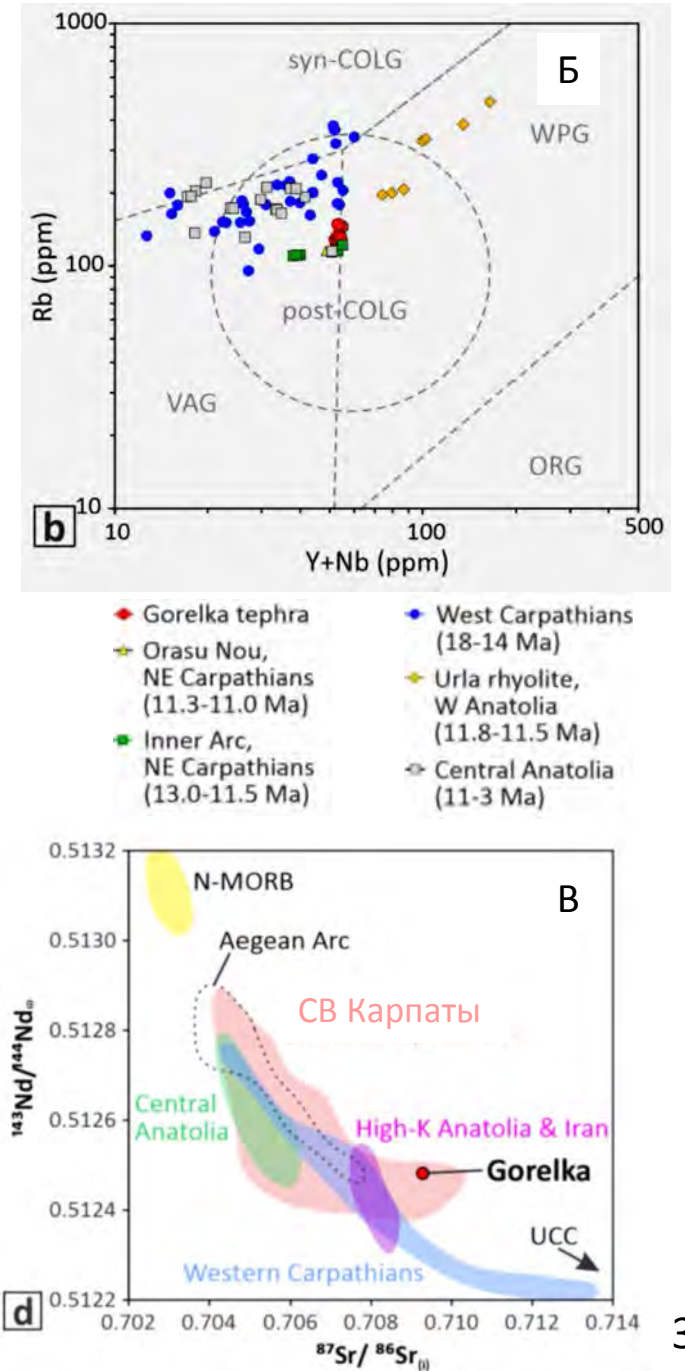 1000
syn-COLG
Б
WPG
Rb (ppm)
100
post-COLG
VAG
ORG
10
b
10
100
500
Y+Nb (ppm)
Gorelka tephra
Orasu Nou,
NE Carpathians
(11.3-11.0 Ma)
Inner Arc,
NE Carpathians
(13.0-11.5 Ma)
West Carpathians
(18-14 Ma)
Urla rhyolite,
W Anatolia
(11.8-11.5 Ma)
Central Anatolia
(11-3 Ma)
0.5132
N-MORB
В
0.5130
Aegean Arc
СВ Карпаты
0.5128
¹⁴³Nd/¹⁴⁴Nd₍ᵢ₎
Central
Anatolia
0.5126
High-K Anatolia & Iran
Gorelka
0.5124
UCC
Western Carpathians
0.5122
d
0.702
0.704
0.706
0.708
0.710
0.712
0.714
⁸⁷Sr/ ⁸⁶Sr₍ᵢ₎